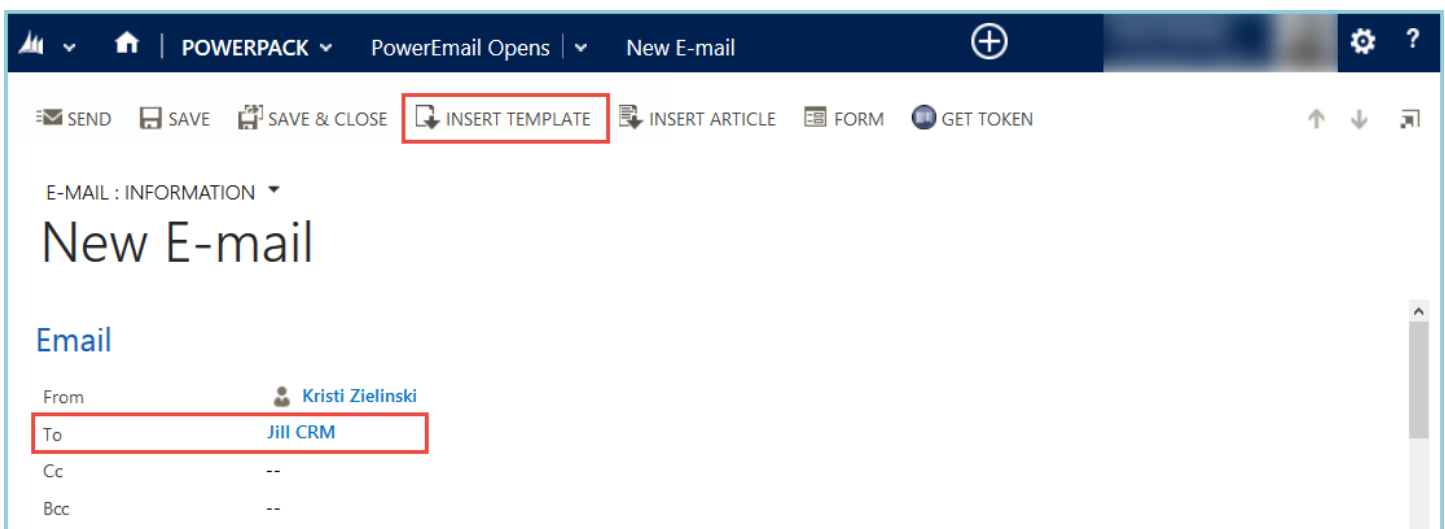 POWERPACK PowerEmail Opens New E-mail ?
SEND SAVE SAVE & CLOSE INSERT TEMPLATE INSERT ARTICLE FORM GET TOKEN
E-MAIL : INFORMATION
New E-mail
Email
From Kristi Zielinski
To Jill CRM
Cc --
Bcc --